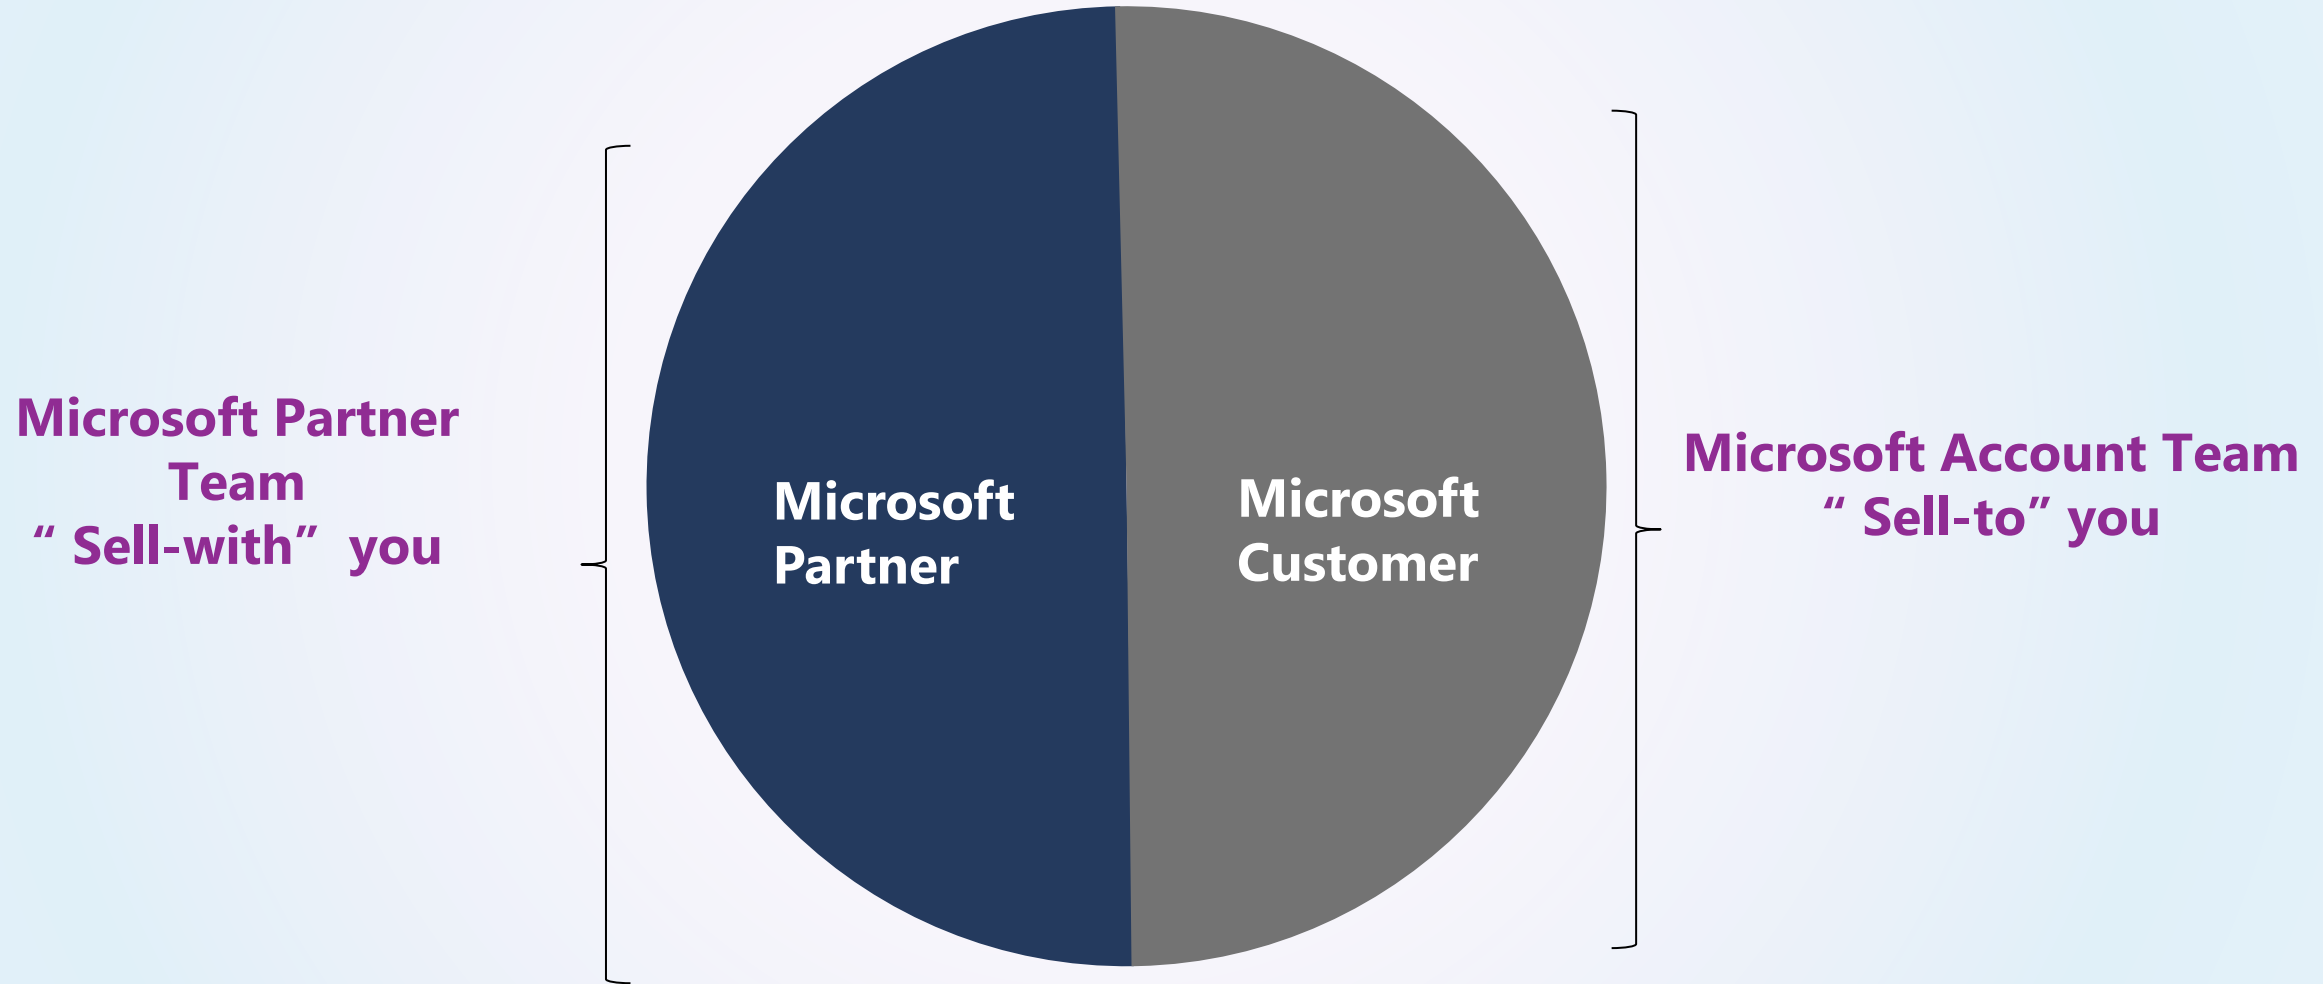 Microsoft Partner
Team
“ Sell-with”  you
Microsoft
Partner
Microsoft
Customer
Microsoft Account Team
“ Sell-to” you